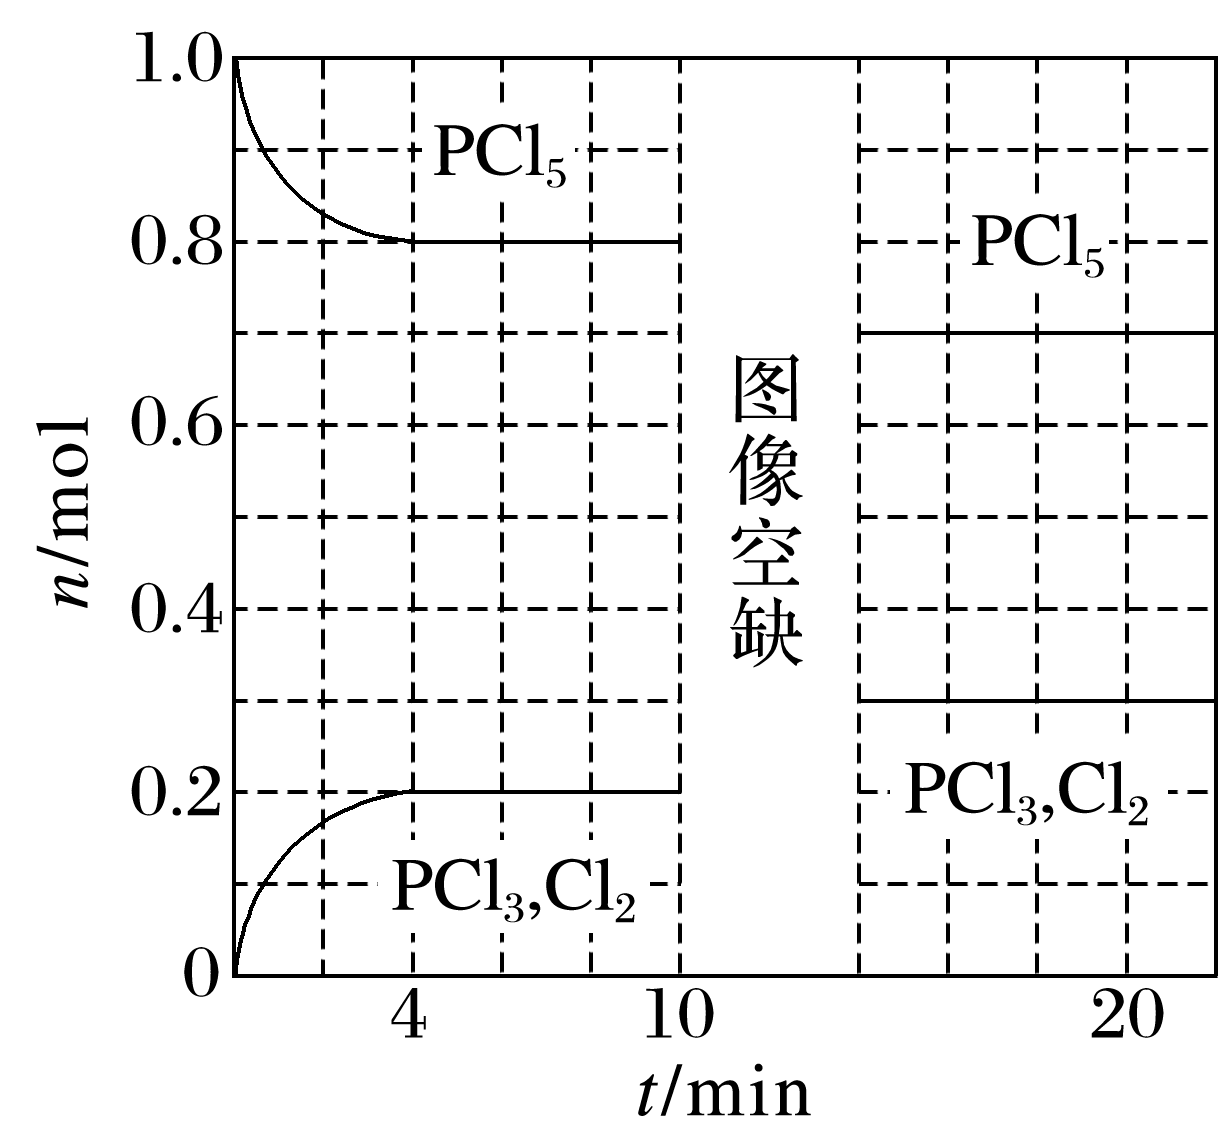 1.0
PCl₅
0.8
PCl₅
0.6
图像空缺
n/mol
0.4
0.2
PCl₃,Cl₂
PCl₃,Cl₂
0
4
10
20
t/min